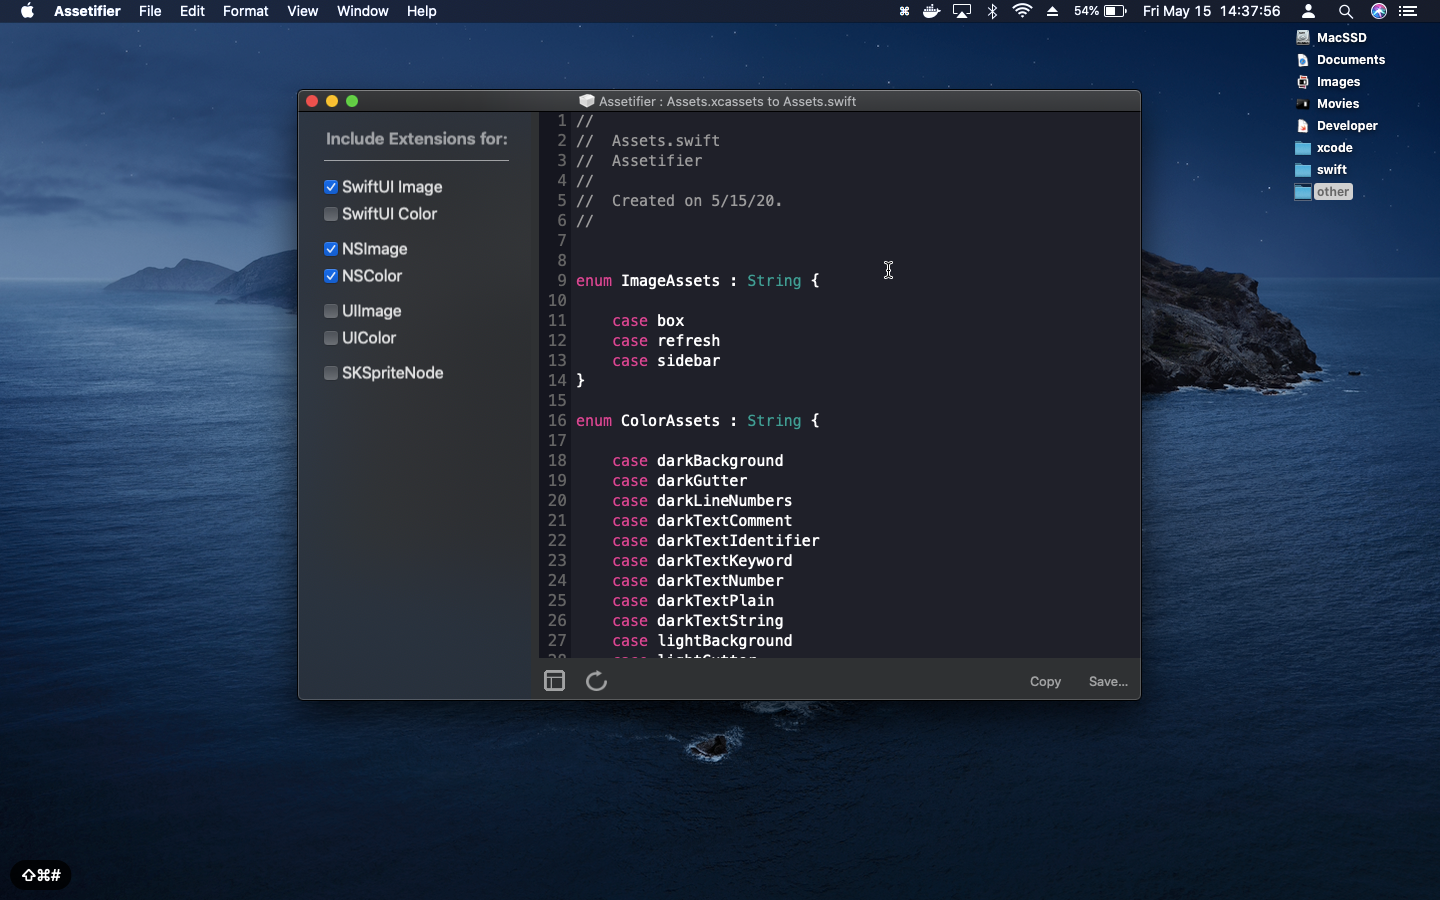 Assetifier File Edit Format View Window Help
54% Fri May 15 14:37:56
MacSSD
Documents
Images
Movies
Developer
xcode
swift
other
Assetifier : Assets.xcassets to Assets.swift
Include Extensions for:
SwiftUI Image
SwiftUI Color
NSImage
NSColor
UIImage
UIColor
SKSpriteNode
1 //
2 // Assets.swift
3 // Assetifier
4 //
5 // Created on 5/15/20.
6 //
7
8
9 enum ImageAssets : String {
10
11 case box
12 case refresh
13 case sidebar
14 }
15
16 enum ColorAssets : String {
17
18 case darkBackground
19 case darkGutter
20 case darkLineNumbers
21 case darkTextComment
22 case darkTextIdentifier
23 case darkTextKeyword
24 case darkTextNumber
25 case darkTextPlain
26 case darkTextString
27 case lightBackground
Copy Save...
⇧⌘#